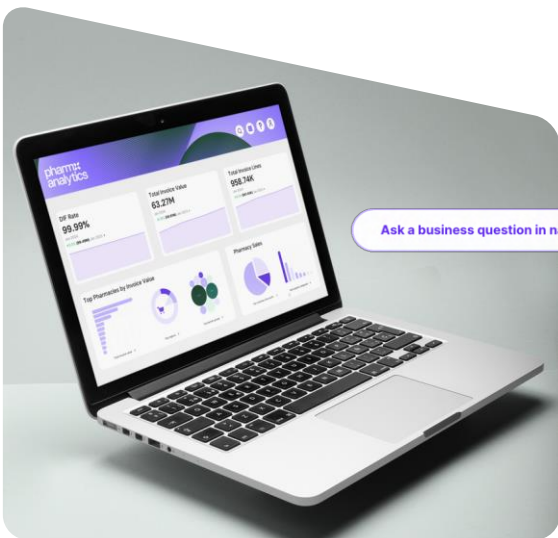 pharmx
analytics
DIF Rate
99.99%
Total Invoice Value
63.27M
Total Invoice Lines
958.74K
Top Pharmacies by Invoice Value
Pharmacy Sales
Ask a business question in na